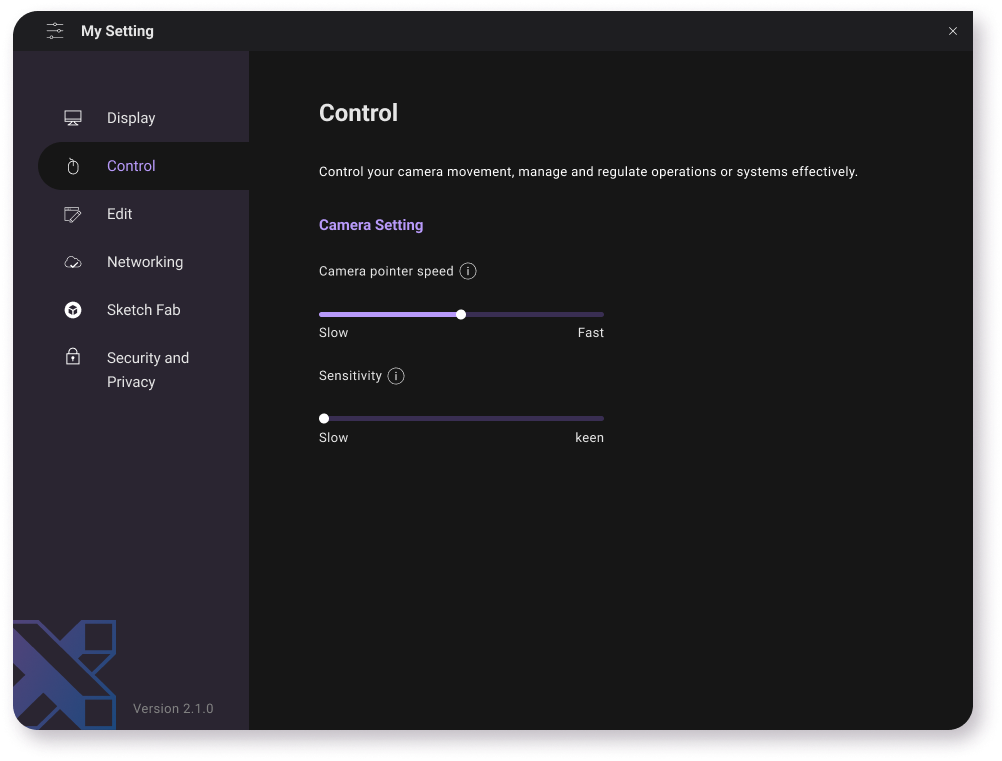 My Setting
Display
Control
Edit
Networking
Sketch Fab
Security and
Privacy
Version 2.1.0
Control
Control your camera movement, manage and regulate operations or systems effectively.
Camera Setting
Camera pointer speed
Slow Fast
Sensitivity
Slow keen